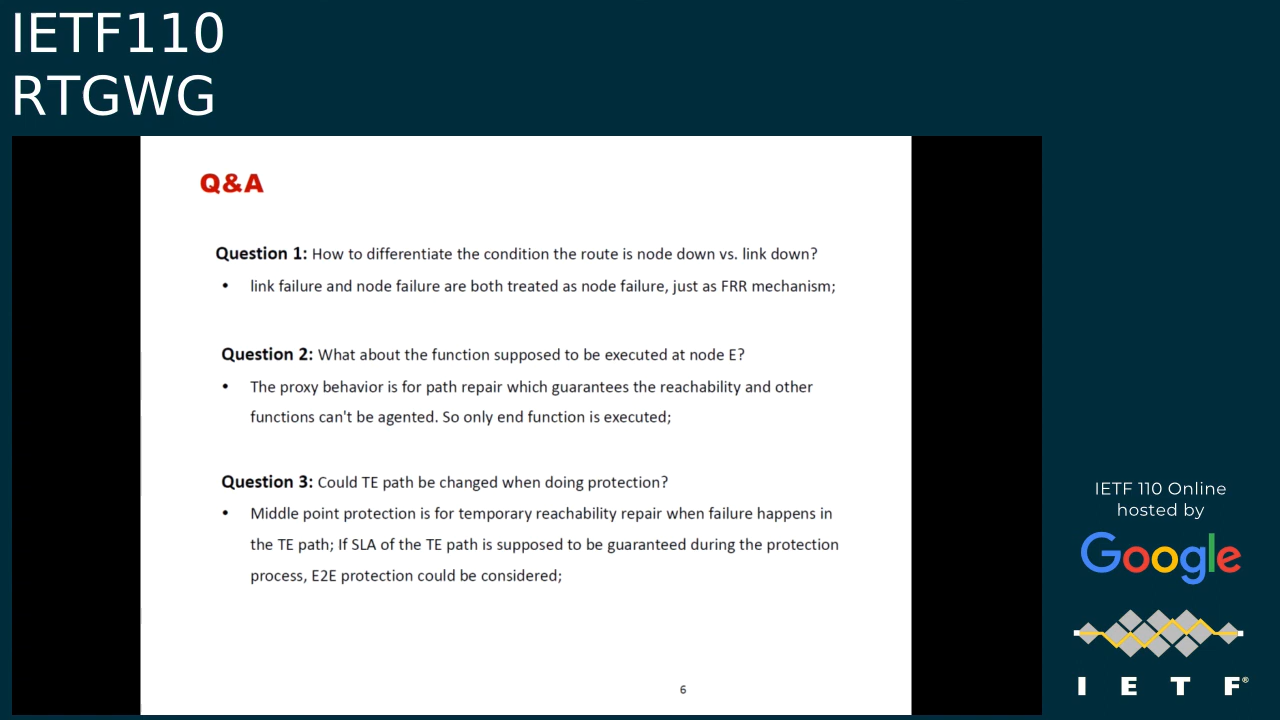 IETF110
RTGWG
Q&A
Question 1: How to differentiate the condition the route is node down vs. link down?
• link failure and node failure are both treated as node failure, just as FRR mechanism;
Question 2: What about the function supposed to be executed at node E?
• The proxy behavior is for path repair which guarantees the reachability and other
functions can't be agented. So only end function is executed;
Question 3: Could TE path be changed when doing protection?
• Middle point protection is for temporary reachability repair when failure happens in
the TE path; If SLA of the TE path is supposed to be guaranteed during the protection
process, E2E protection could be considered;
6
IETF 110 Online
hosted by
Google
I E T F®